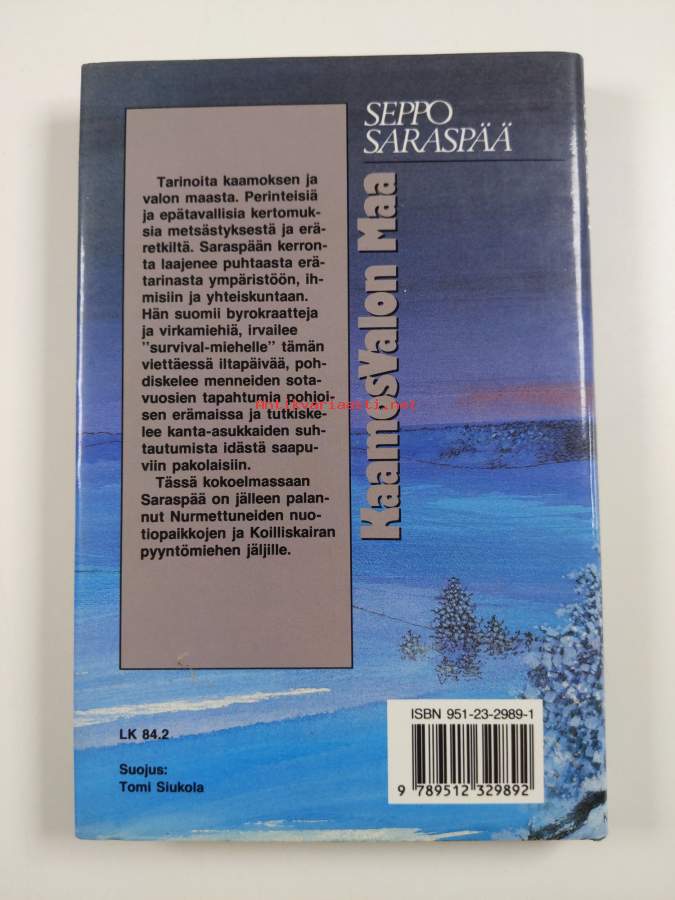 SEPPO
SARASPÄÄ
KaamosValon Maa
Tarinoita kaamoksen ja
valon maasta. Perinteisiä
ja epätavallisia kertomuk-
sia metsästyksestä ja erä-
retkiltä. Saraspään kerron-
ta laajenee puhtaasta erä-
tarinasta ympäristöön, ih-
misiin ja yhteiskuntaan.
Hän suomii byrokraatteja
ja virkamiehiä, irvailee
"survival-miehelle" tämän
viettäessä iltapäivää, poh-
diskelee menneiden sota-
vuosien tapahtumia pohjoi-
sen erämaissa ja tutkiske-
lee kanta-asukkaiden suh-
tautumista idästä saapu-
viin pakolaisiin.
Tässä kokoelmassaan
Saraspää on jälleen palan-
nut Nurmettuneiden nuo-
tiopaikkojen ja Koilliskairan
pyyntömiehen jäljille.
Antikvariaatti.net
LK 84.2
Suojus:
Tomi Siukola
ISBN 951-23-2989-1
9 789512 329892